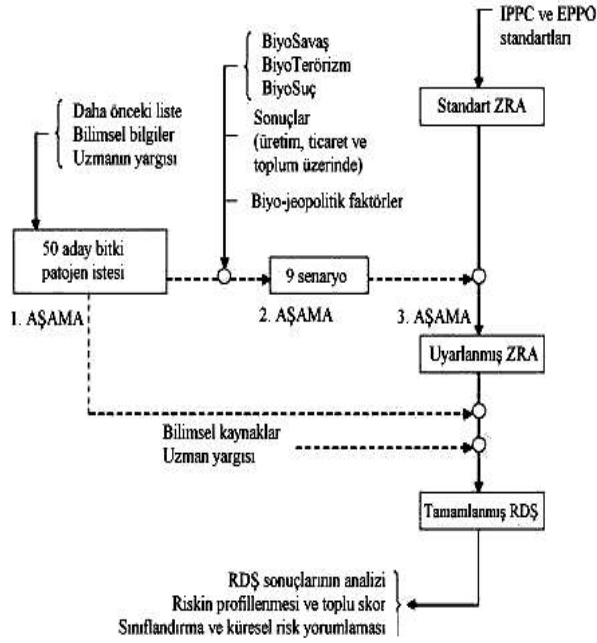 IPPC ve EPPO
standartları
BiyoSavaş
BiyoTerörizm
BiyoSuç
Standart ZRA
Daha önceki liste
Bilimsel bilgiler
Uzmanın yargısı
Sonuçlar
(üretim, ticaret ve
toplum üzerinde)
Biyo-jeopolitik faktörler
50 aday bitki
patojen istesi
9 senaryo
1. AŞAMA
2. AŞAMA
3. AŞAMA
Uyarlanmış ZRA
Bilimsel kaynaklar
Uzman yargısı
Tamamlanmış RDŞ
RDŞ sonuçlarının analizi
Riskin profillenmesi ve toplu skor
Sınıflandırma ve küresel risk yorumlaması